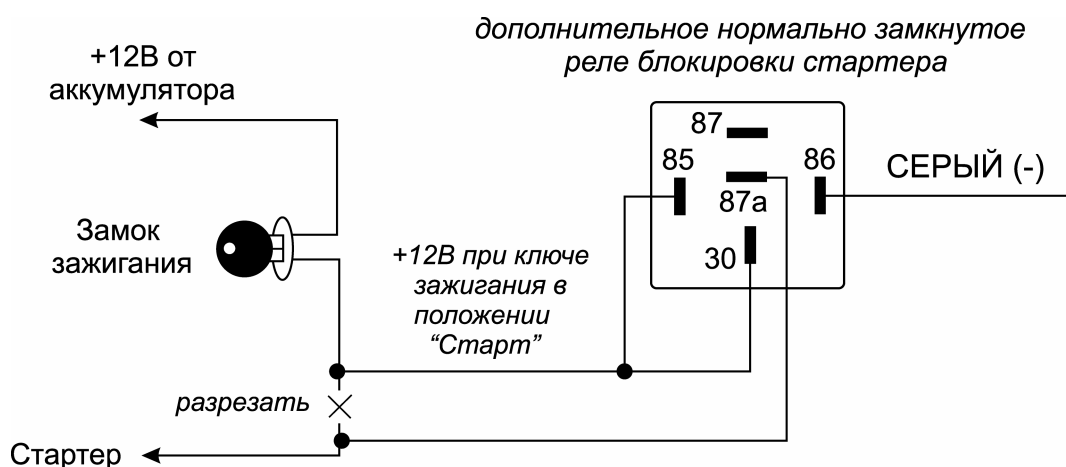 дополнительное нормально замкнутое
реле блокировки стартера
+12В от
аккумулятора
87
85
86
СЕРЫЙ (-)
87а
30
Замок
зажигания
+12В при ключе
зажигания в
положении
“Старт”
разрезать
Стартер